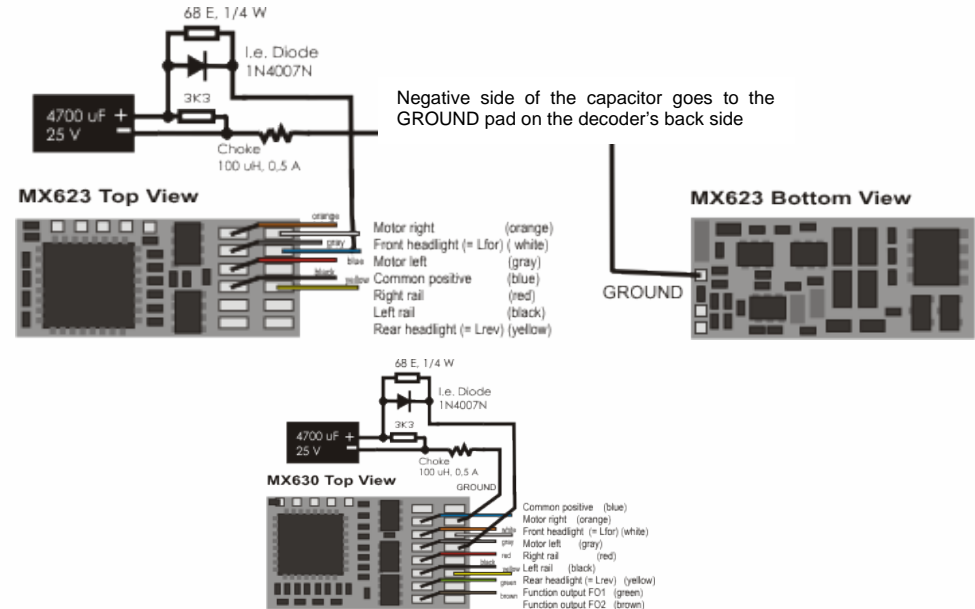 68 E, 1/4 W
I.e. Diode
1N4007N
3K3
4700 uF +
25 V −
Choke
100 uH, 0,5 A
Negative side of the capacitor goes to the
GROUND pad on the decoder's back side
MX623 Top View
orange
gray
blue
black
yellow
Motor right (orange)
Front headlight (= Lfor) ( white)
Motor left (gray)
Common positive (blue)
Right rail (red)
Left rail (black)
Rear headlight (= Lrev) (yellow)
MX623 Bottom View
GROUND
68 E, 1/4 W
I.e. Diode
1N4007N
3K3
4700 uF +
25 V −
Choke
100 uH, 0,5 A
GROUND
MX630 Top View
white
gray
red
black
yellow
green
brown
Common positive (blue)
Motor right (orange)
Front headlight (= Lfor) (white)
Motor left (gray)
Right rail (red)
Left rail (black)
Rear headlight (= Lrev) (yellow)
Function output FO1 (green)
Function output FO2 (brown)